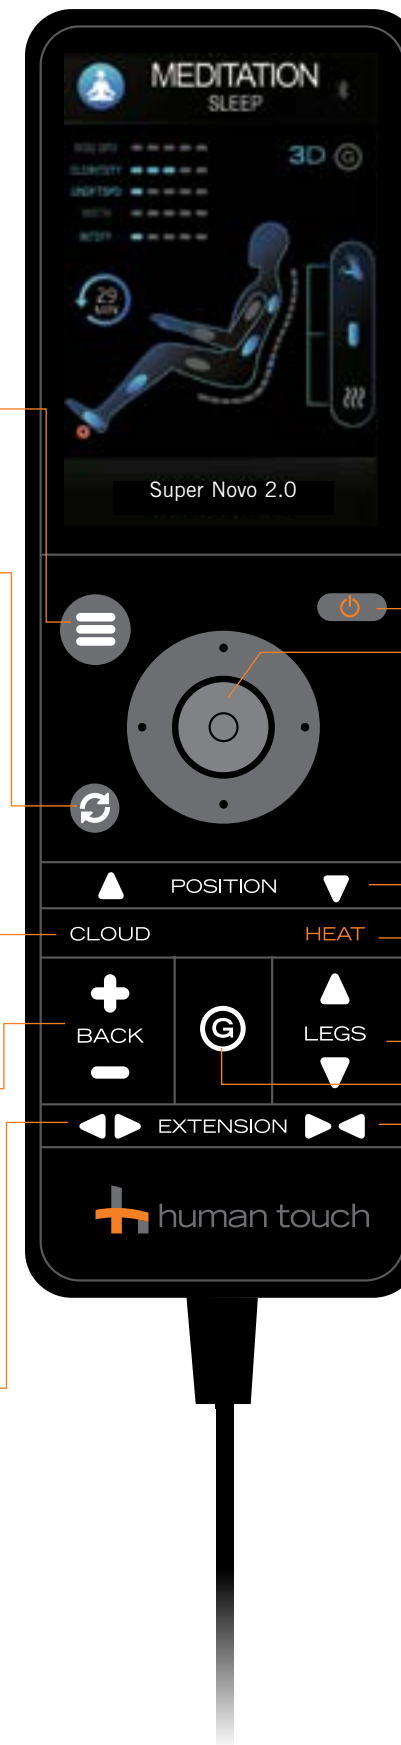 MEDITATION
SLEEP
3D G
29
MIN
Super Novo 2.0
POSITION
CLOUD HEAT
BACK G LEGS
EXTENSION
human touch